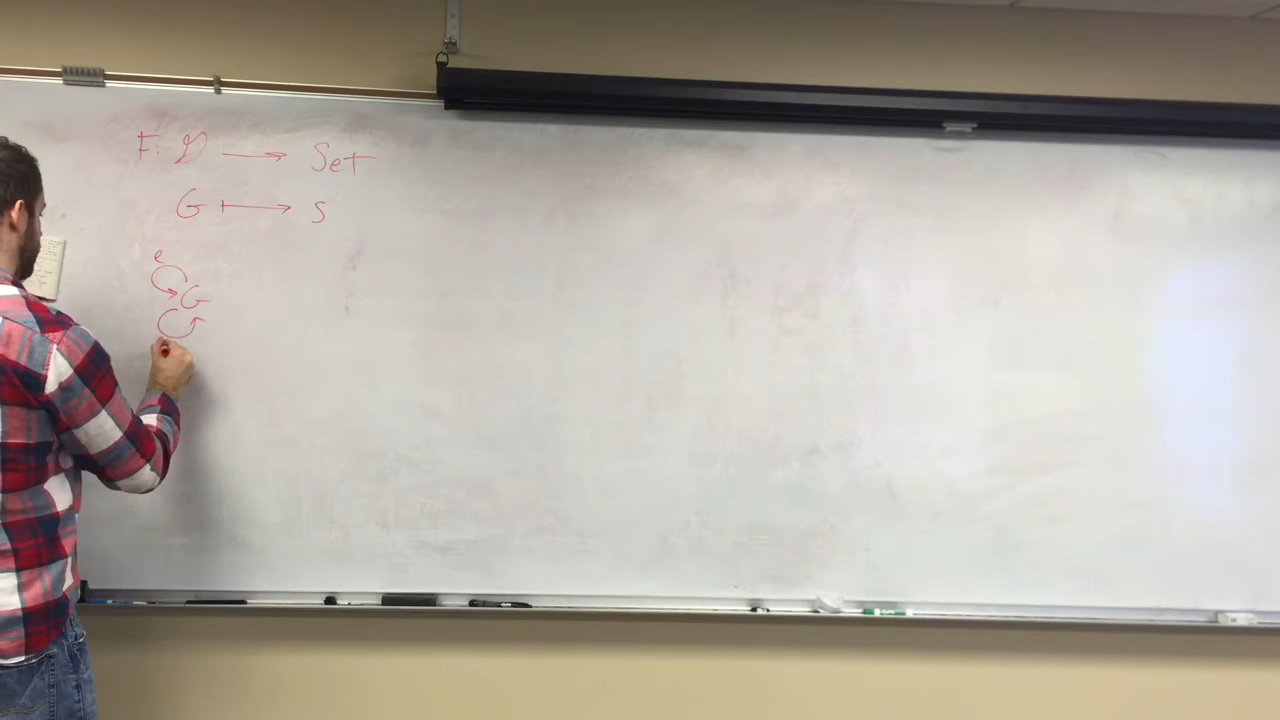 F: 𝒢 ⟶ Set
G ⟼ S
e
G